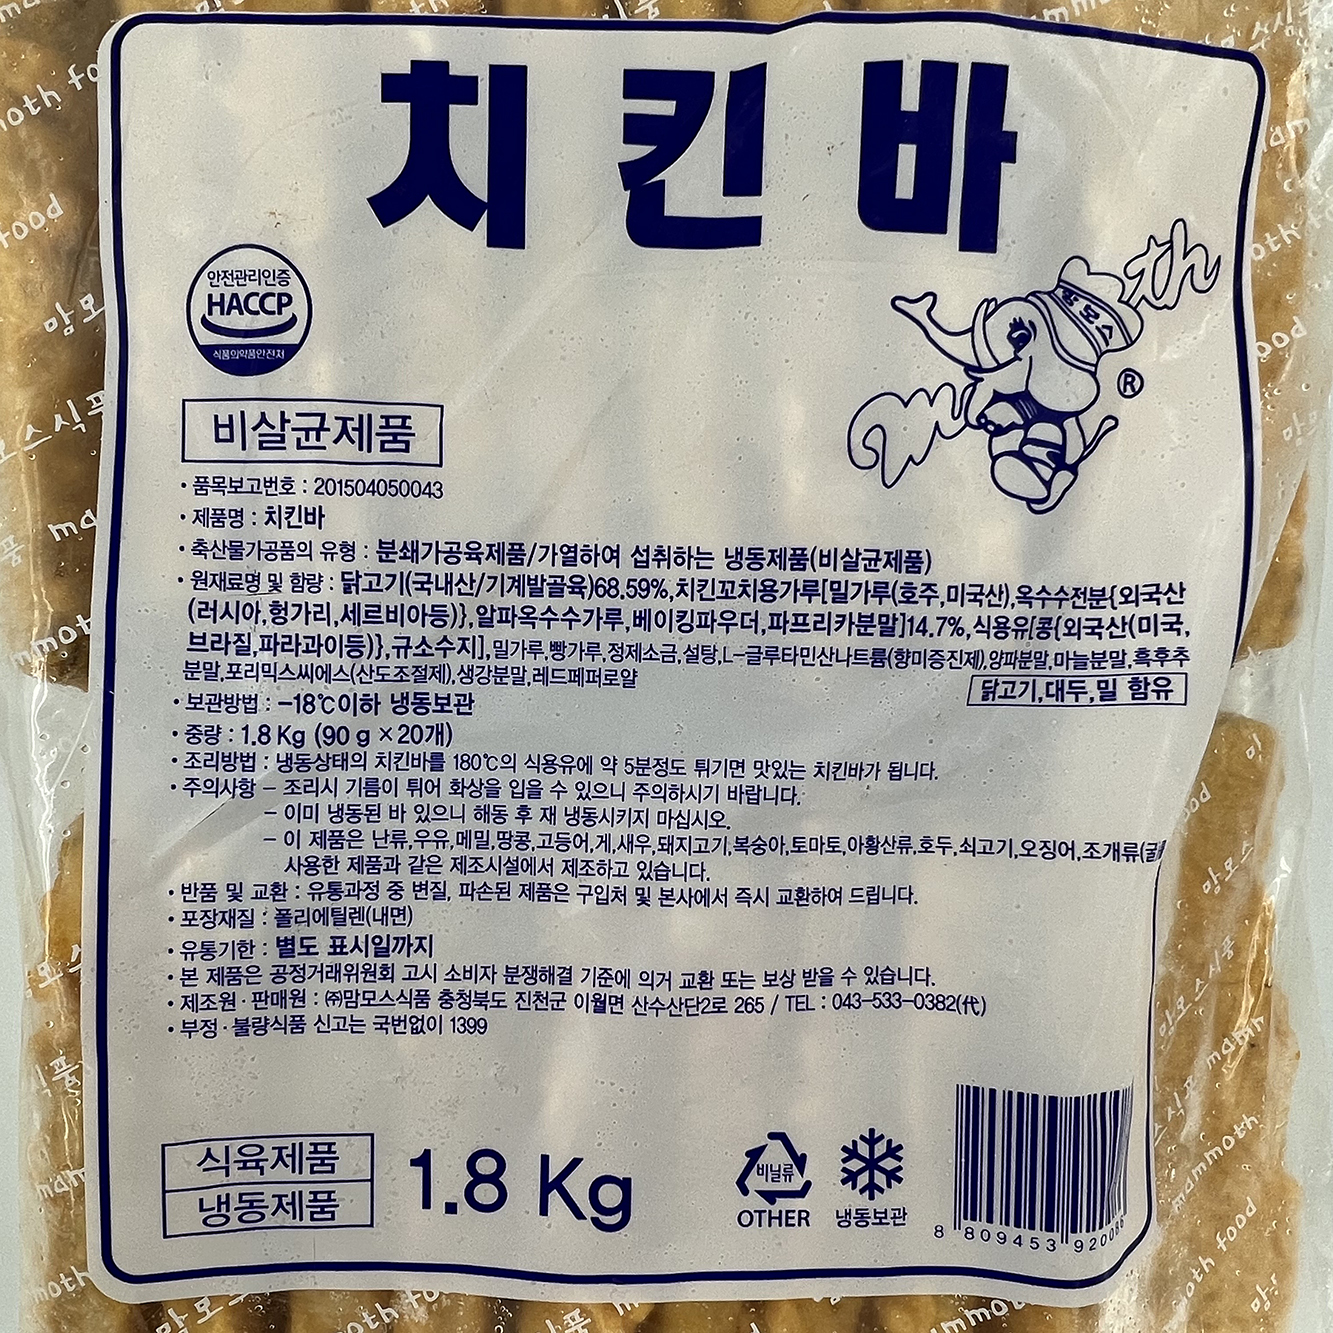 치킨바
안전관리인증
HACCP
식품의약품안전처
맘모스
th
®
비살균제품
• 품목보고번호 : 201504050043
• 제품명 : 치킨바
• 축산물가공품의 유형 : 분쇄가공육제품/가열하여 섭취하는 냉동제품(비살균제품)
• 원재료명 및 함량 : 닭고기(국내산/기계발골육)68.59%,치킨꼬치용가루[밀가루(호주,미국산),옥수수전분{외국산
(러시아,헝가리,세르비아등)},알파옥수수가루,베이킹파우더,파프리카분말]14.7%,식용유[콩{외국산(미국,
브라질,파라과이등)},규소수지],밀가루,빵가루,정제소금,설탕,L-글루타민산나트륨(향미증진제),양파분말,마늘분말,흑후추
분말,포리믹스씨에스(산도조절제),생강분말,레드페퍼로얄
닭고기,대두,밀 함유
• 보관방법 : -18℃이하 냉동보관
• 중량 : 1.8 Kg (90 g ×20개)
• 조리방법 : 냉동상태의 치킨바를 180℃의 식용유에 약 5분정도 튀기면 맛있는 치킨바가 됩니다.
• 주의사항 - 조리시 기름이 튀어 화상을 입을 수 있으니 주의하시기 바랍니다.
- 이미 냉동된 바 있으니 해동 후 재 냉동시키지 마십시오.
- 이 제품은 난류,우유,메밀,땅콩,고등어,게,새우,돼지고기,복숭아,토마토,아황산류,호두,쇠고기,오징어,조개류(굴
사용한 제품과 같은 제조시설에서 제조하고 있습니다.
• 반품 및 교환 : 유통과정 중 변질, 파손된 제품은 구입처 및 본사에서 즉시 교환하여 드립니다.
• 포장재질 : 폴리에틸렌(내면)
• 유통기한 : 별도 표시일까지
• 본 제품은 공정거래위원회 고시 소비자 분쟁해결 기준에 의거 교환 또는 보상 받을 수 있습니다.
• 제조원 · 판매원 : ㈜맘모스식품 충청북도 진천군 이월면 산수산단2로 265 / TEL : 043-533-0382(代)
• 부정 · 불량식품 신고는 국번없이 1399
식육제품
냉동제품
1.8 Kg
비닐류
OTHER
냉동보관
8 809453 920086